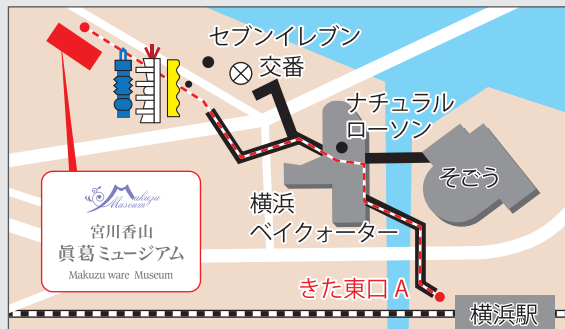 セブンイレブン
交番
ナチュラル
ローソン
そごう
横浜
ベイクォーター
Makuzu
Museum
宮川香山
眞葛ミュージアム
Makuzu ware Museum
きた東口 A
横浜駅